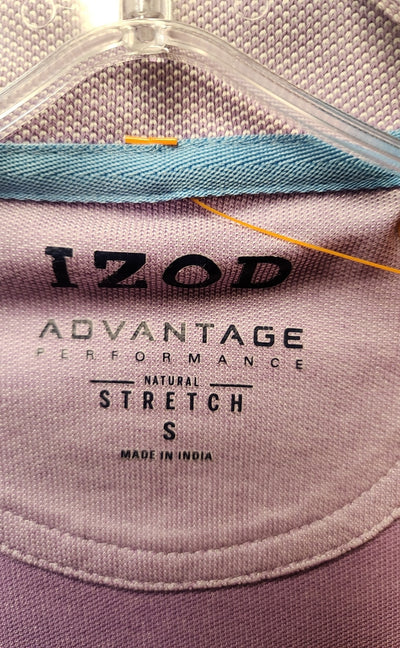 IZOD
ADVANTAGE
PERFORMANCE
NATURAL
STRETCH
S
MADE IN INDIA